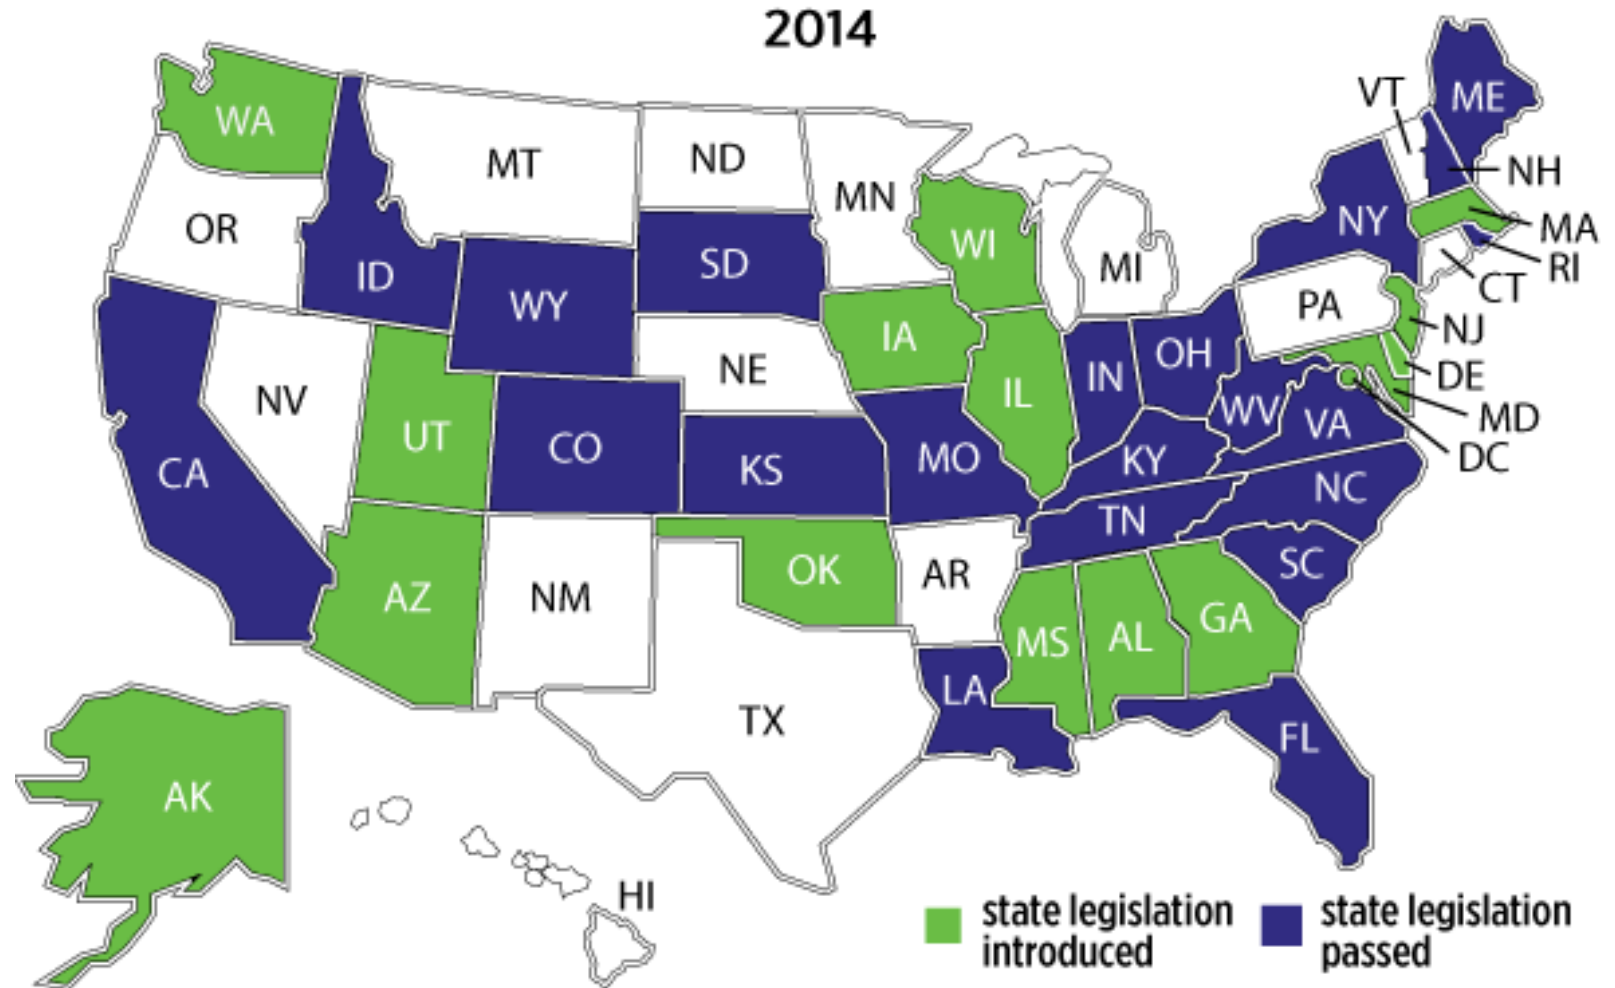 2014
WA
MT
ND
MN
OR
ID
WY
SD
WI
MI
VT
ME
NH
NY
MA
RI
CT
PA
NJ
DE
MD
DC
CA
NV
UT
CO
NE
IA
IL
IN
OH
WV
VA
KS
MO
KY
NC
TN
SC
AZ
NM
OK
AR
MS
AL
GA
TX
LA
FL
AK
HI
state legislation
introduced
state legislation
passed